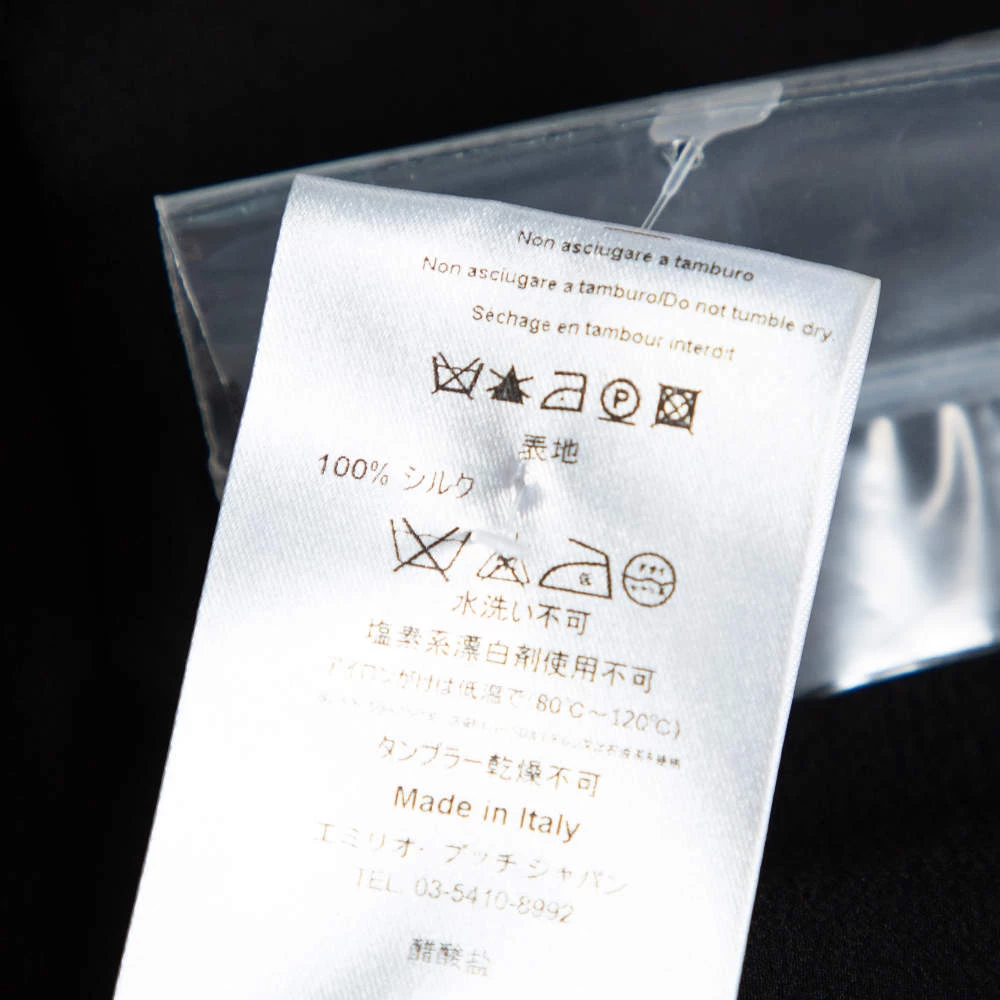 Non asciugare a tamburo
Non asciugare a tamburo/Do not tumble dry
Séchage en tambour interdit
P
表地
100% シルク
水洗い不可
塩素系漂白剤使用不可
アイロンがけは低温で 80℃～120℃)
タンブラー乾燥不可
Made in Italy
エミリオ・プッチジャパン
TEL. 03-5410-8992
醋酸盐